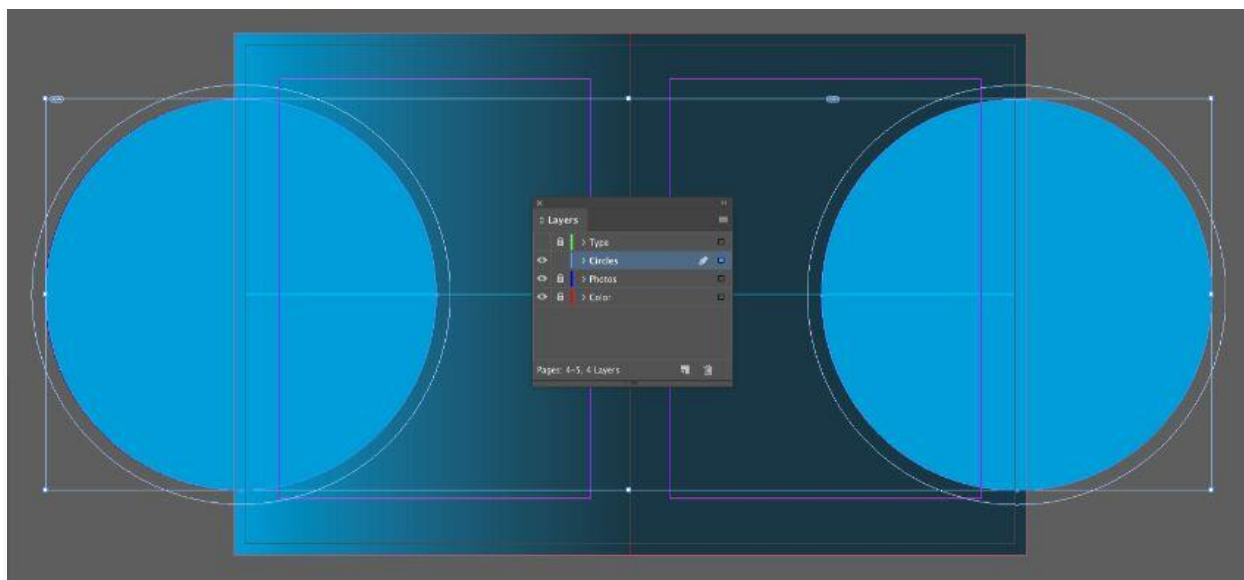 Layers
Type
Circles
Photos
Color
Pages: 4-5, 4 Layers